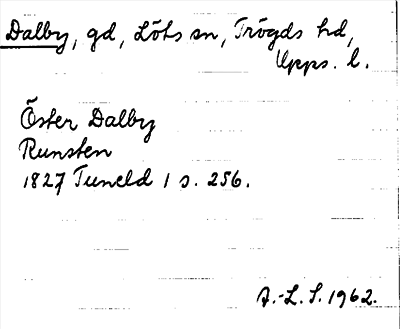 Dalby, gd, Löts sn, Trögds hd,
Upps. l.
Öster Dalby
Runsten
1827 Tuneld 1 s. 256.
A.-L. S. 1962.